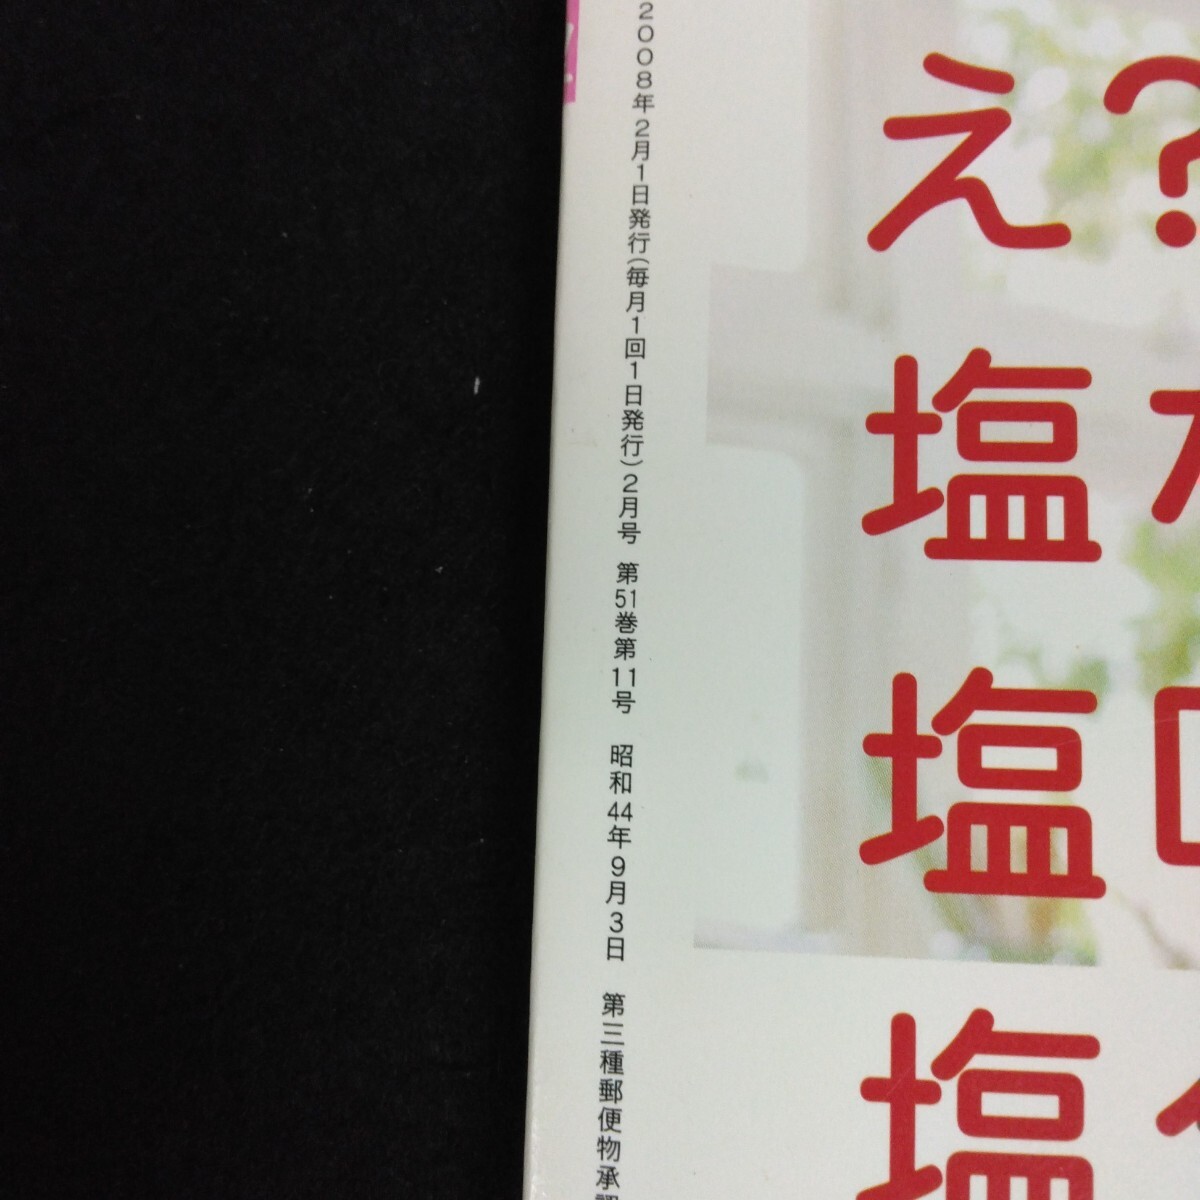 え?
塩
塩
塩
2008年2月1日発行(毎月1回1日発行)2月号 第51巻第11号 昭和44年9月3日 第三種郵便物承認